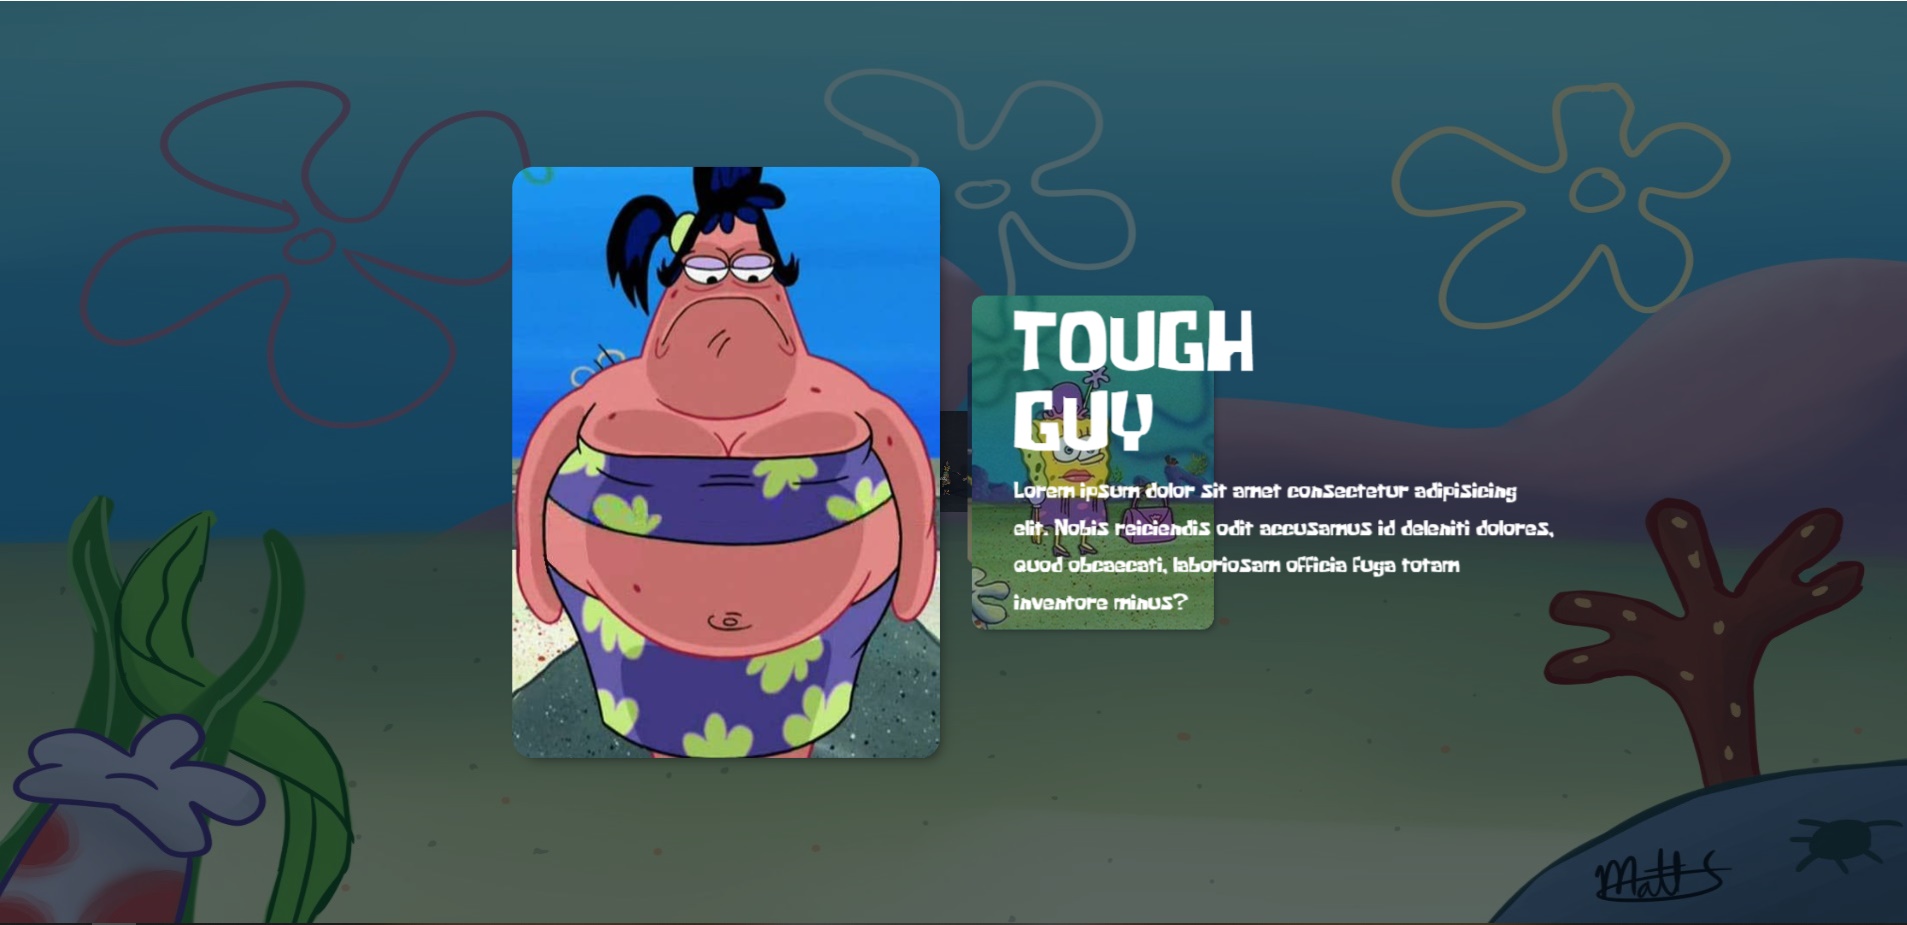 TOUGH
GUY
Lorem ipsum dolor sit amet consectetur adipisicing
elit. Nobis reiciendis odit accusamus id deleniti dolores,
quod obcaecati, laboriosam officia fuga totam
inventore minus?
Matt S